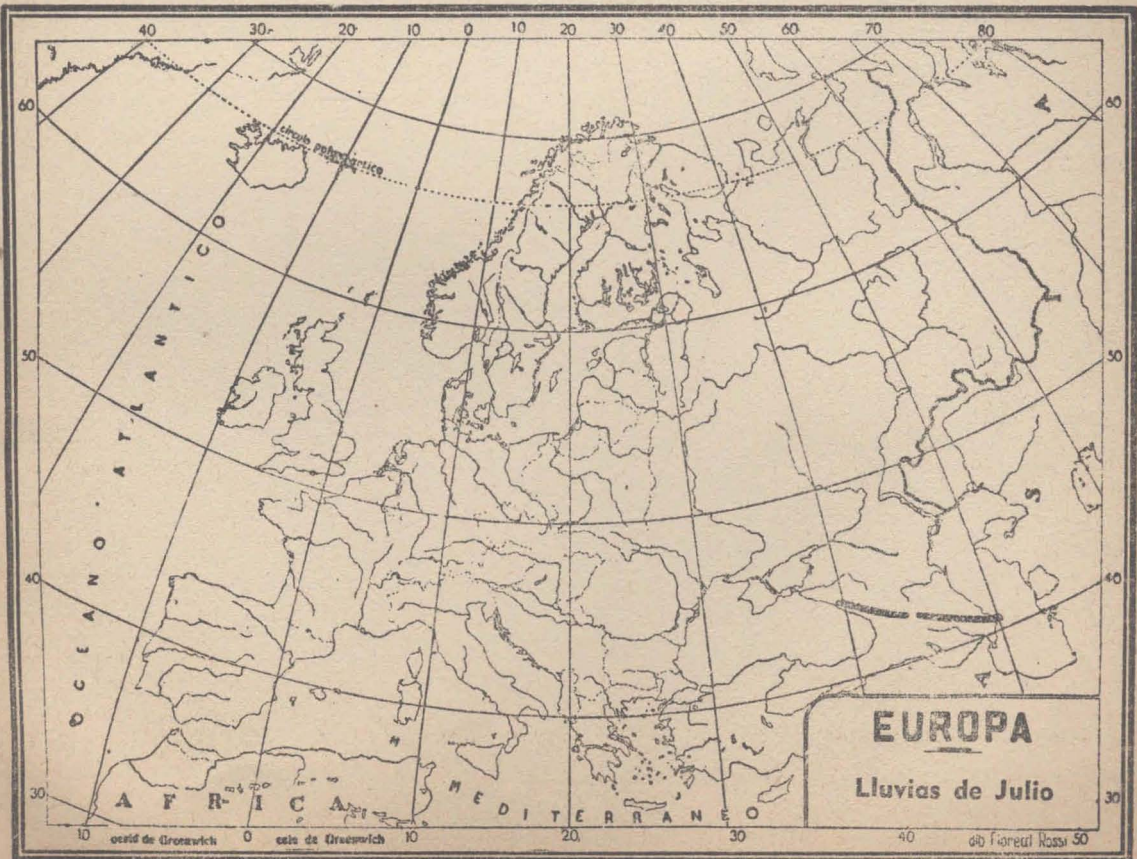 40 30 20 10 0 10 20 30 40 50 60 70 80
60 60
circulo polar artico
OCEANO ATLANTICO
50 50
40 40
ASIA
EUROPA
Lluvias de Julio
30 30
AFRICA
MEDITERRANEO
10 oeste de Greenwich 0 este de Greenwich 10 20 30 40 50
dib Fioreul Rossi